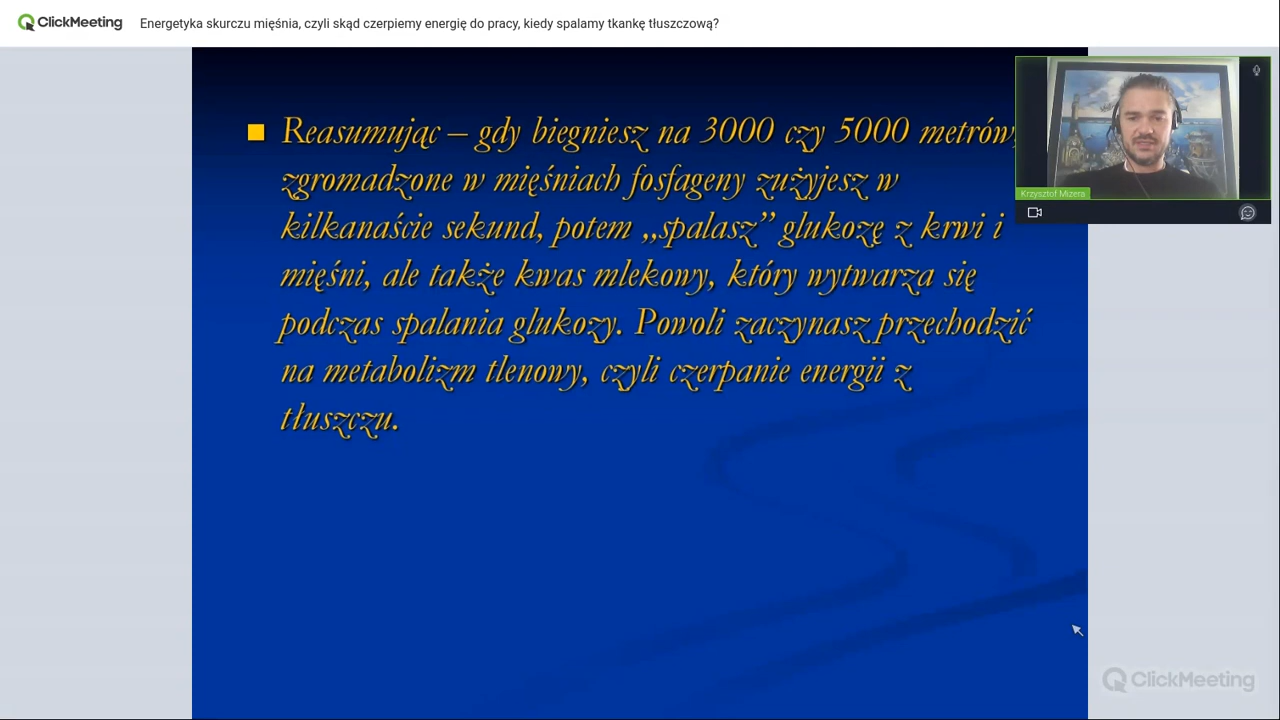 ClickMeeting
Energetyka skurczu mięśnia, czyli skąd czerpiemy energię do pracy, kiedy spalamy tkankę tłuszczową?
Reasumując – gdy biegniesz na 3000 czy 5000 metrów,
zgromadzone w mięśniach fosfageny zużyjesz w
kilkanaście sekund, potem „spalasz” glukozę z krwi i
mięśni, ale także kwas mlekowy, który wytwarza się
podczas spalania glukozy. Powoli zaczynasz przechodzić
na metabolizm tlenowy, czyli czerpanie energii z
tłuszczu.
Krzysztof Mizera
ClickMeeting